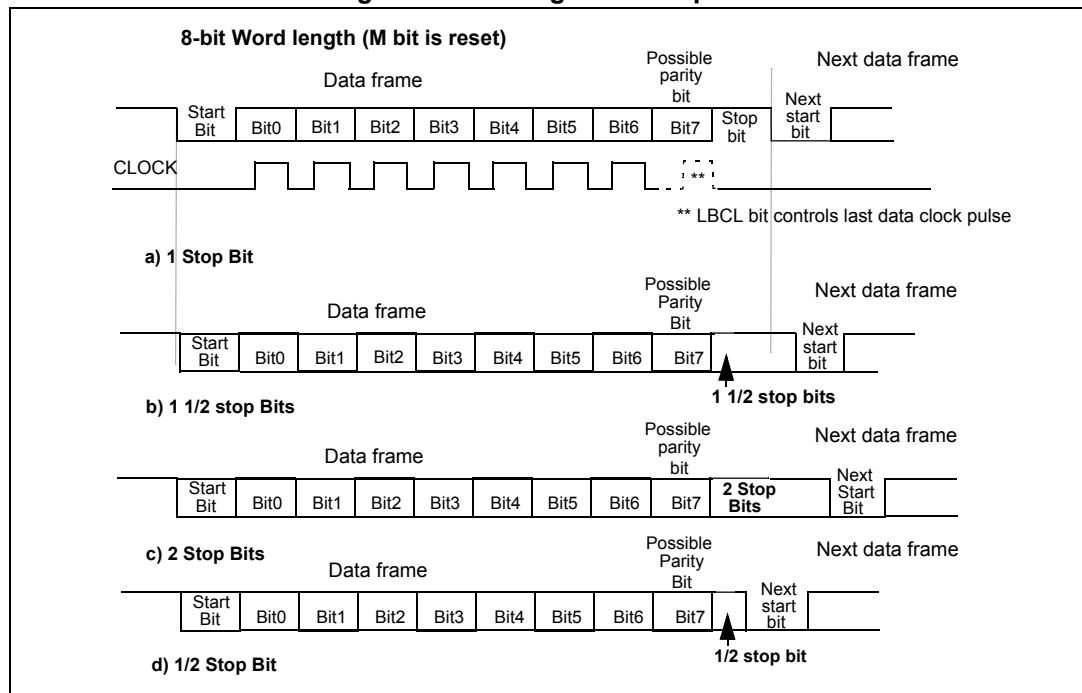 8-bit Word length (M bit is reset)
Data frame
Possible
parity
bit
Next data frame
Start
Bit
Bit0
Bit1
Bit2
Bit3
Bit4
Bit5
Bit6
Bit7
Stop
bit
Next
start
bit
CLOCK
**
** LBCL bit controls last data clock pulse
a) 1 Stop Bit
Data frame
Possible
Parity
Bit
Next data frame
Start
Bit
Bit0
Bit1
Bit2
Bit3
Bit4
Bit5
Bit6
Bit7
Next
start
bit
1 1/2 stop bits
b) 1 1/2 stop Bits
Data frame
Possible
parity
bit
Next data frame
Start
Bit
Bit0
Bit1
Bit2
Bit3
Bit4
Bit5
Bit6
Bit7
2 Stop
Bits
Next
Start
Bit
c) 2 Stop Bits
Data frame
Possible
Parity
Bit
Next data frame
Start
Bit
Bit0
Bit1
Bit2
Bit3
Bit4
Bit5
Bit6
Bit7
Next
start
bit
1/2 stop bit
d) 1/2 Stop Bit